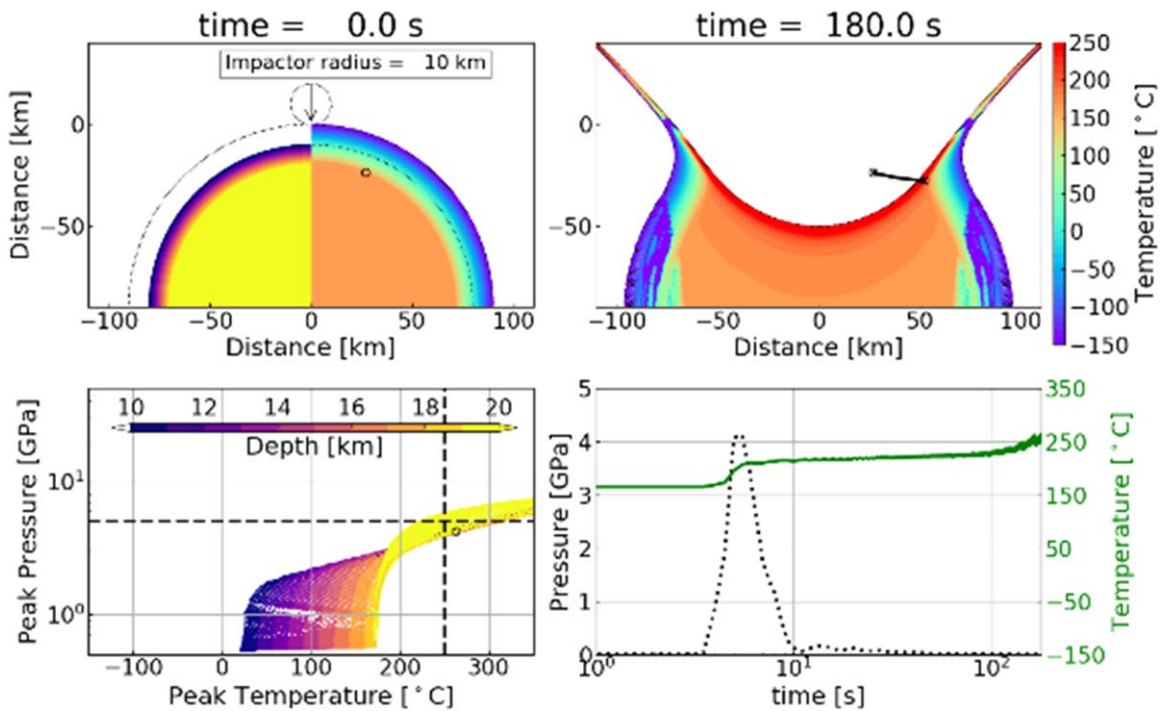 time = 0.0 s
Impactor radius = 10 km
Distance [km]
0
−50
−100 −50 0 50 100
Distance [km]
time = 180.0 s
0
−50
−100 −50 0 50 100
Distance [km]
250
200
150
100
50
0
−50
−100
−150
Temperature [°C]
10 12 14 16 18 20
Depth [km]
Peak Pressure [GPa]
10¹
10⁰
−100 0 100 200 300
Peak Temperature [°C]
Pressure [GPa]
5
4
3
2
1
0
10⁰ 10¹ 10²
time [s]
350
250
150
50
−50
−150
Temperature [°C]